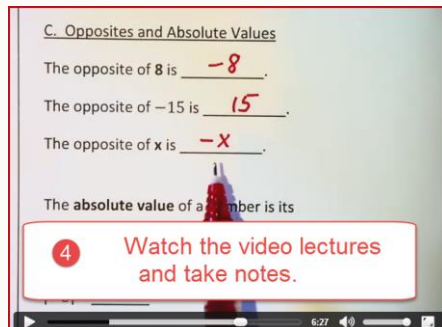 C. Opposites and Absolute Values
The opposite of 8 is −8.
The opposite of −15 is 15.
The opposite of x is −x.
The absolute value of a number is its
4 Watch the video lectures
and take notes.
6:27